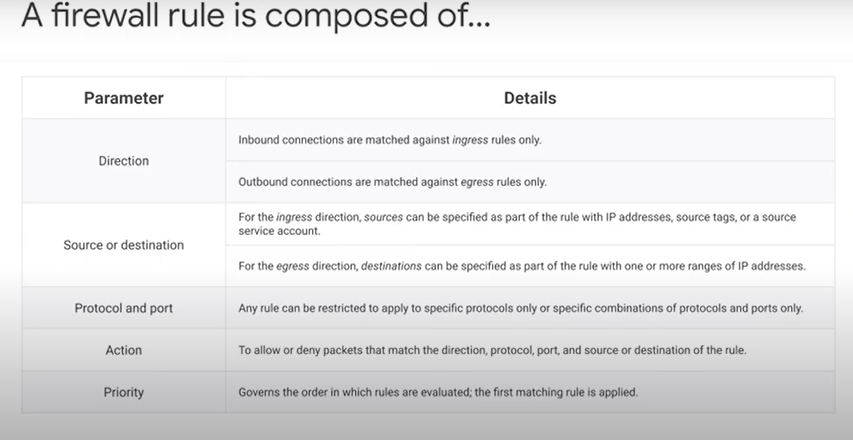 A firewall rule is composed of...
Parameter
Details
Direction
Inbound connections are matched against ingress rules only.
Outbound connections are matched against egress rules only.
Source or destination
For the ingress direction, sources can be specified as part of the rule with IP addresses, source tags, or a source
service account.
For the egress direction, destinations can be specified as part of the rule with one or more ranges of IP addresses.
Protocol and port
Any rule can be restricted to apply to specific protocols only or specific combinations of protocols and ports only.
Action
To allow or deny packets that match the direction, protocol, port, and source or destination of the rule.
Priority
Governs the order in which rules are evaluated; the first matching rule is applied.